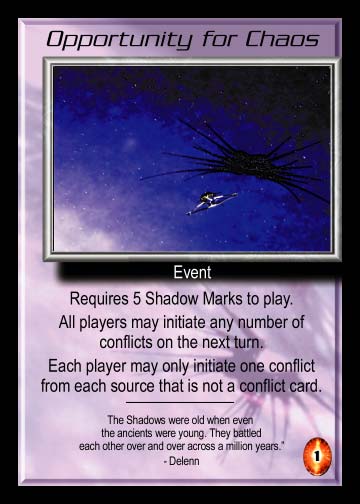 Opportunity for Chaos
Event
Requires 5 Shadow Marks to play.
All players may initiate any number of
conflicts on the next turn.
Each player may only initiate one conflict
from each source that is not a conflict card.
The Shadows were old when even
the ancients were young. They battled
each other over and over across a million years."
- Delenn
1